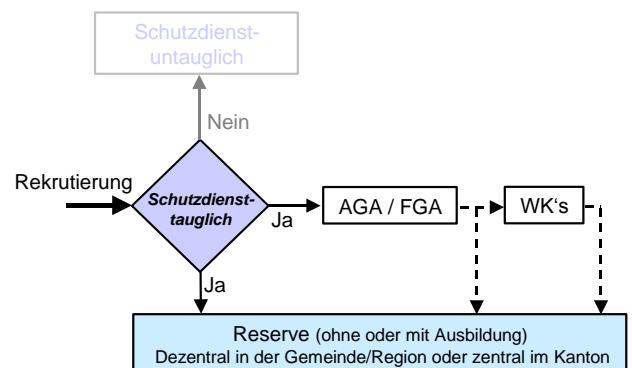 Schutzdienst-
untauglich
Nein
Rekrutierung
Schutzdienst-
tauglich
Ja
AGA / FGA
WK's
Ja
Reserve (ohne oder mit Ausbildung)
Dezentral in der Gemeinde/Region oder zentral im Kanton